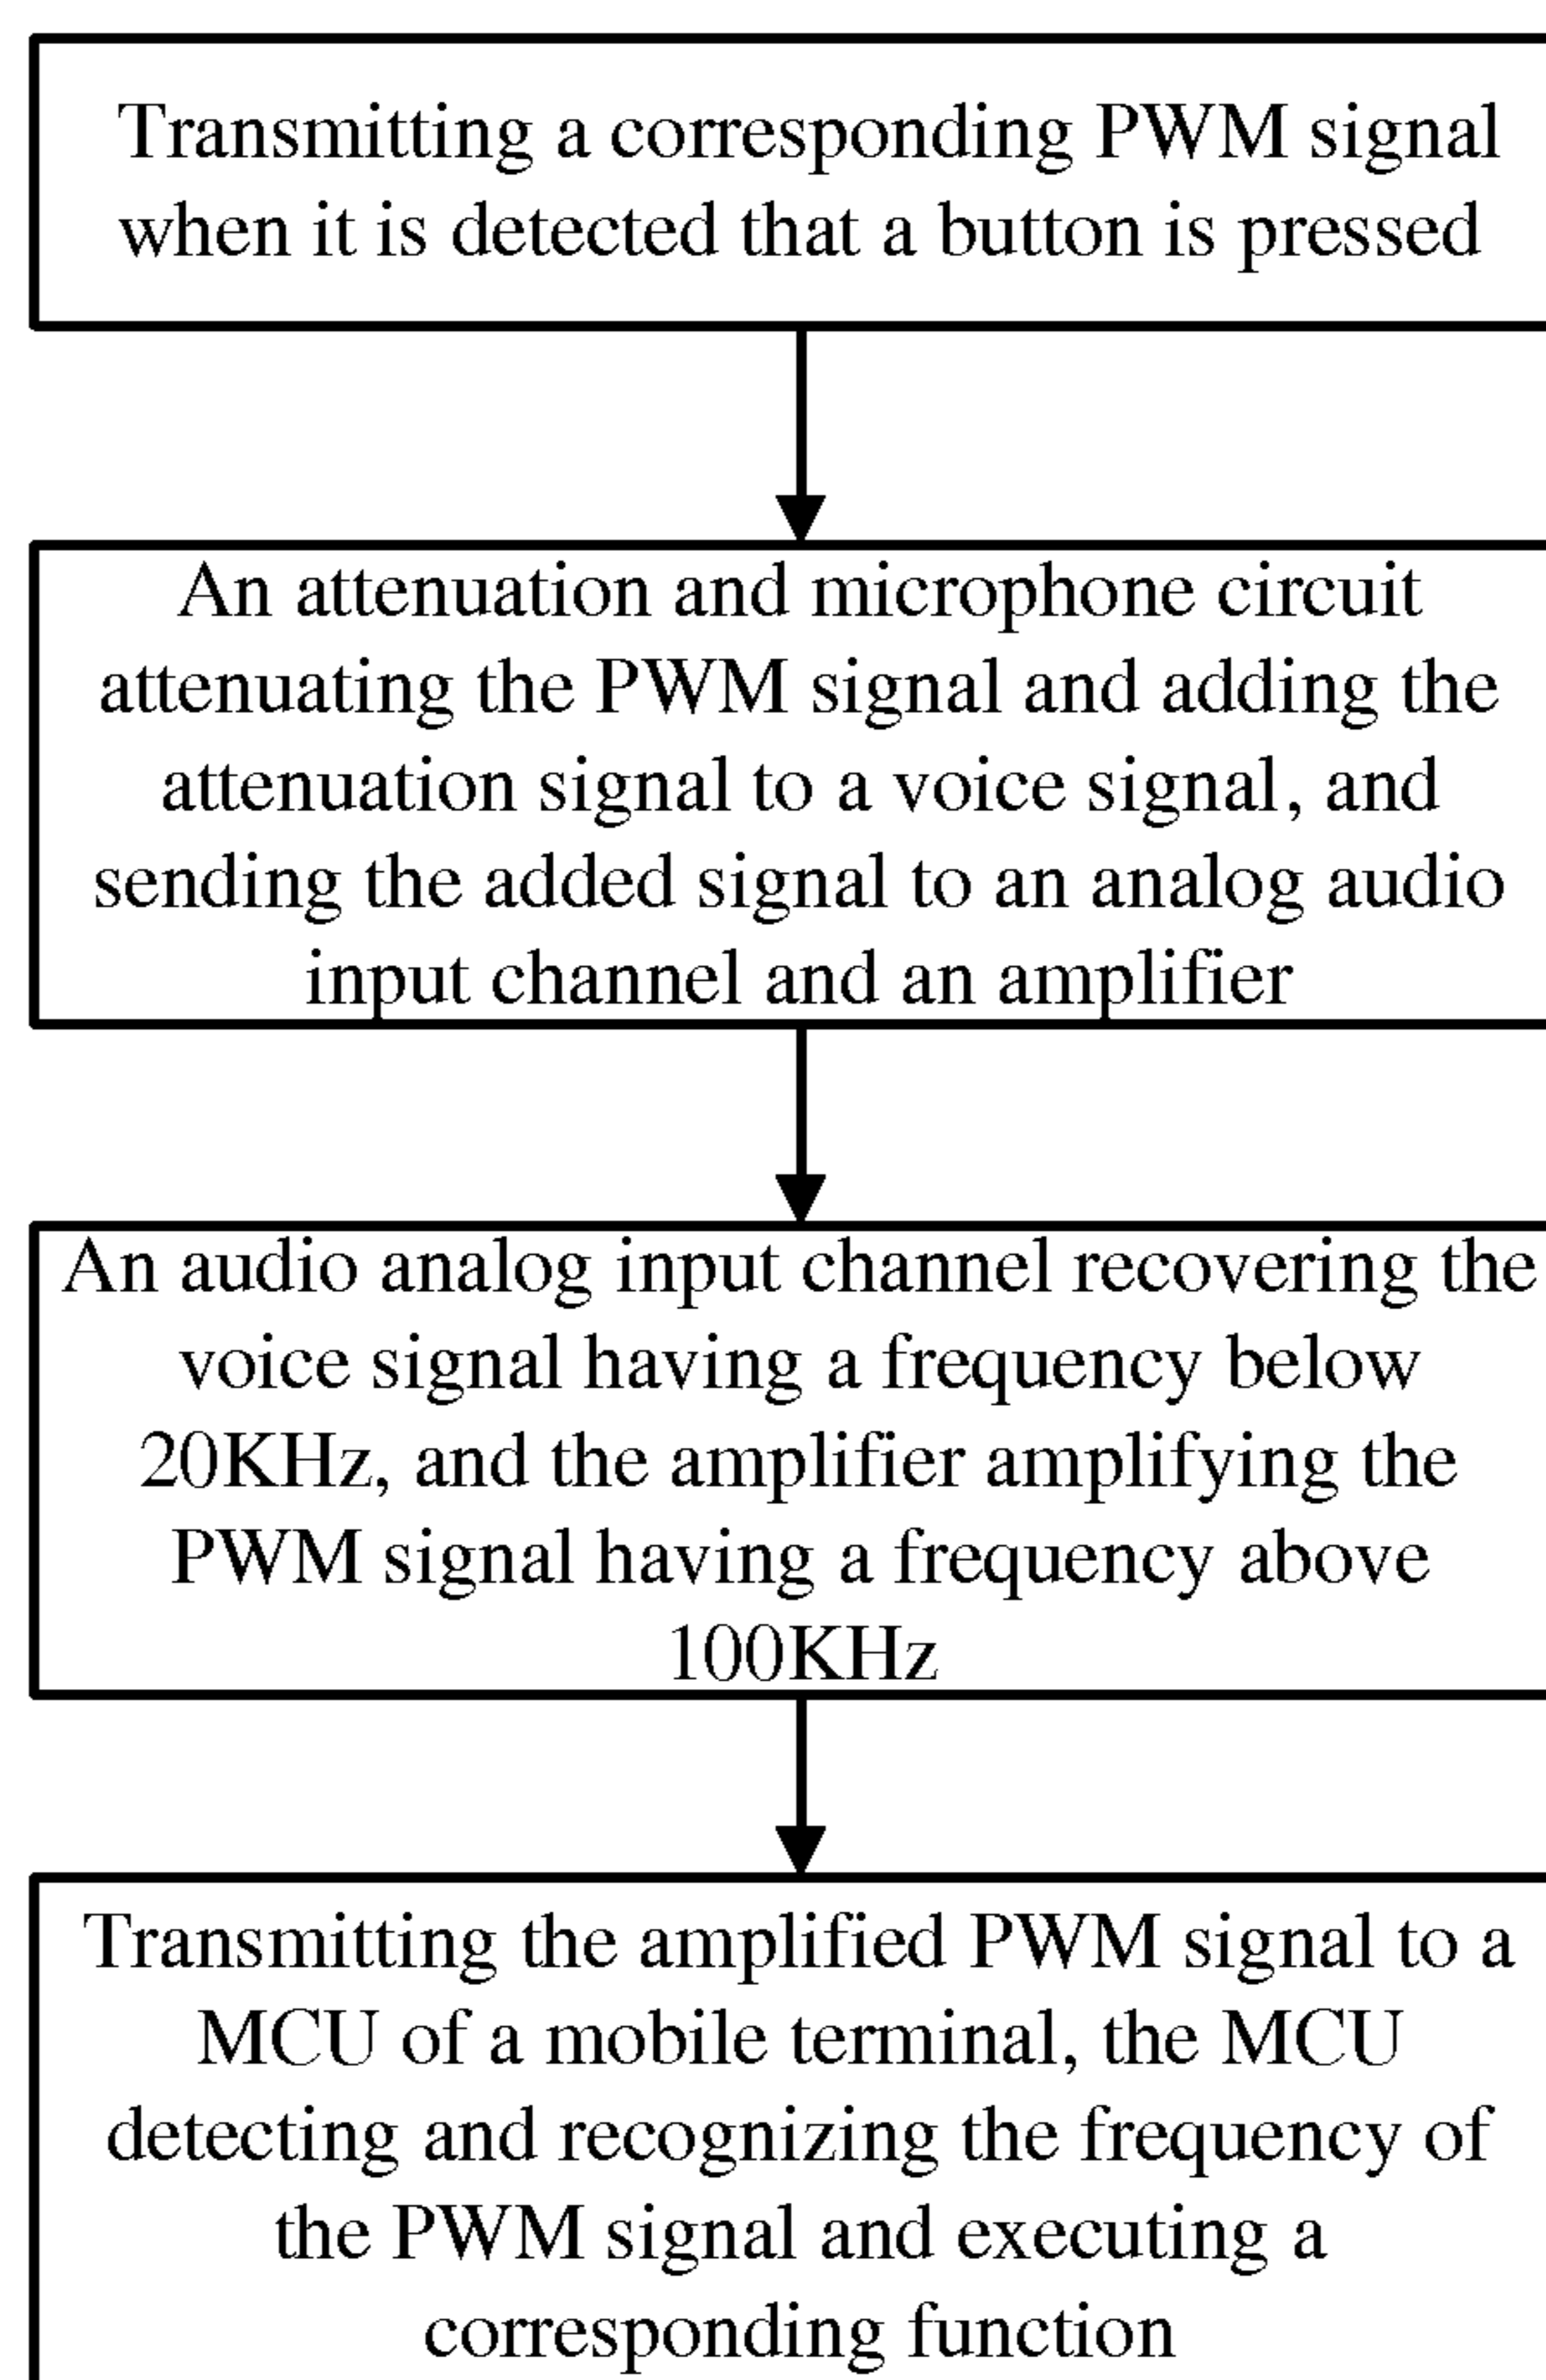 Transmitting a corresponding PWM signal
when it is detected that a button is pressed
An attenuation and microphone circuit
attenuating the PWM signal and adding the
attenuation signal to a voice signal, and
sending the added signal to an analog audio
input channel and an amplifier
An audio analog input channel recovering the
voice signal having a frequency below
20KHz, and the amplifier amplifying the
PWM signal having a frequency above
100KHz
Transmitting the amplified PWM signal to a
MCU of a mobile terminal, the MCU
detecting and recognizing the frequency of
the PWM signal and executing a
corresponding function